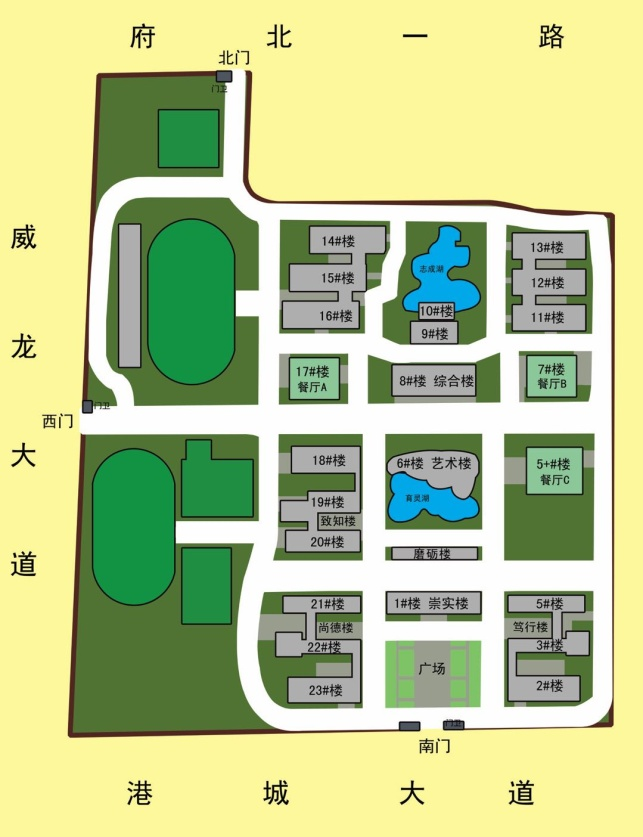 府北一路
北门
门卫
威龙大道
14#楼
志成湖
13#楼
15#楼
12#楼
16#楼
10#楼
11#楼
9#楼
17#楼
餐厅A
8#楼 综合楼
7#楼
餐厅B
门卫
西门
18#楼
6#楼 艺术楼
5+#楼
餐厅C
19#楼
育灵湖
致知楼
20#楼
磨砺楼
21#楼
1#楼 崇实楼
5#楼
尚德楼
笃行楼
22#楼
3#楼
广场
23#楼
2#楼
门卫
南门
港城大道